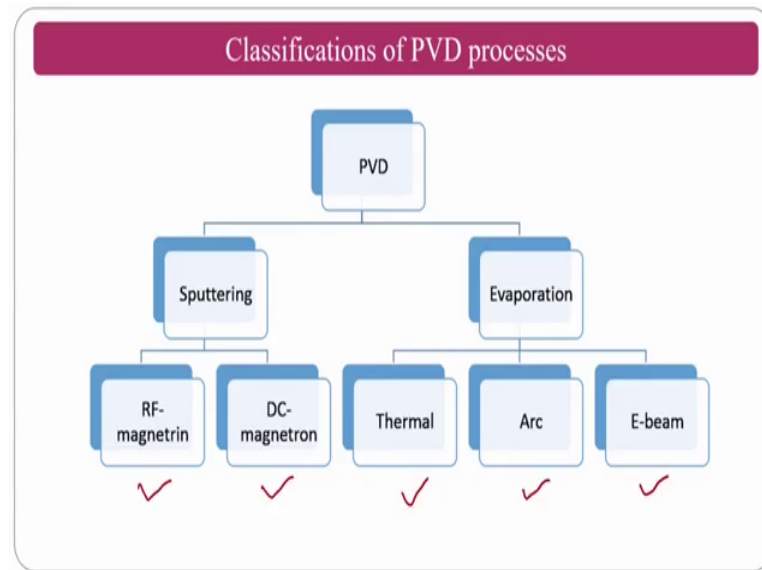 Classifications of PVD processes
PVD
Sputtering
Evaporation
RF-
magnetrin
DC-
magnetron
Thermal
Arc
E-beam